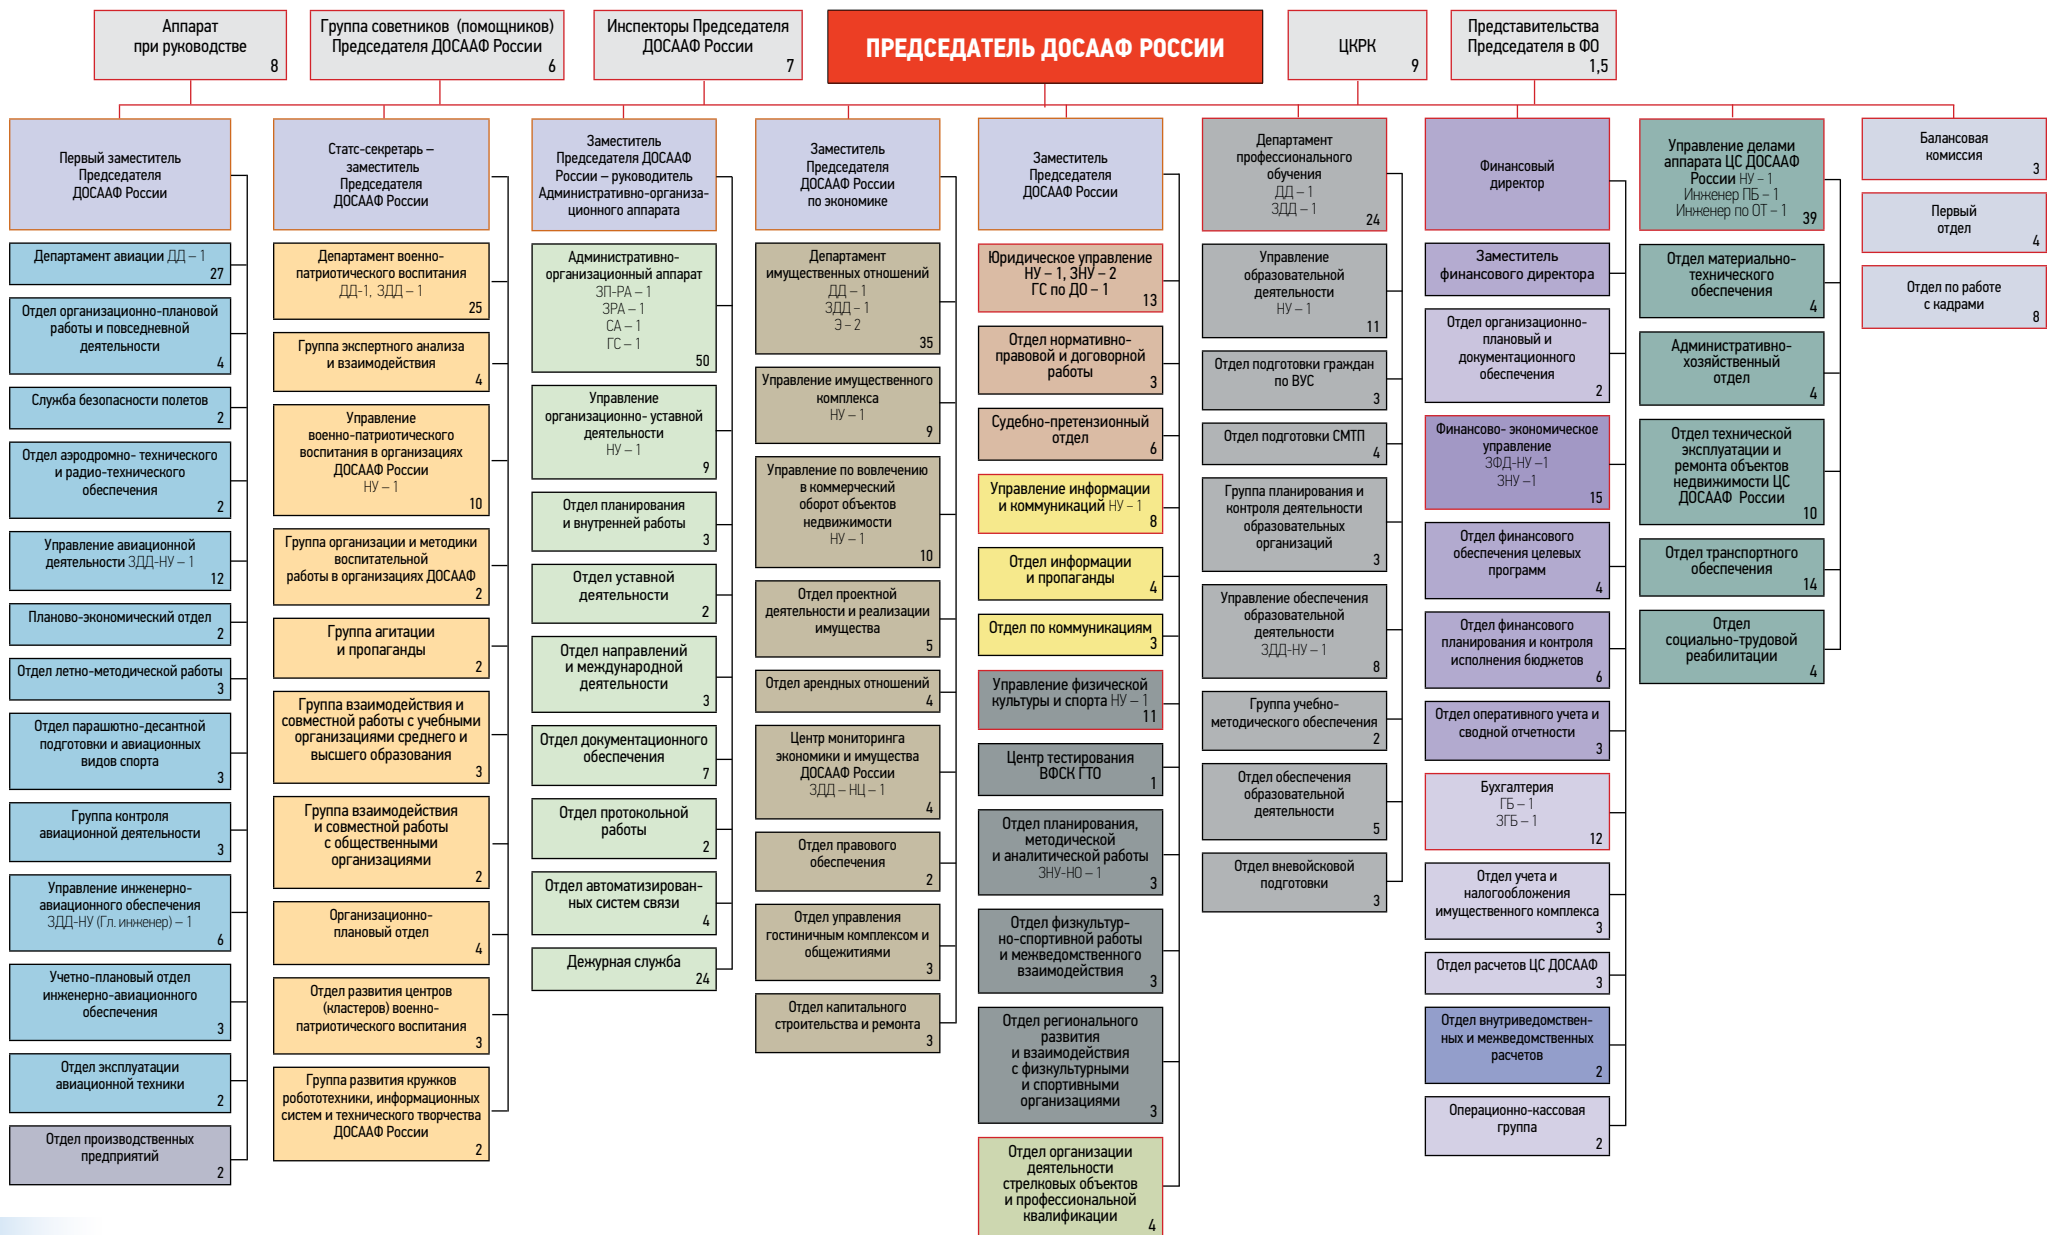 Аппарат
при руководстве
8
Группа советников (помощников)
Председателя ДОСААФ России
6
Инспекторы Председателя
ДОСААФ России
7
ПРЕДСЕДАТЕЛЬ ДОСААФ РОССИИ
ЦКРК
9
Представительства
Председателя в ФО
1,5
Первый заместитель
Председателя
ДОСААФ России
Департамент авиации ДД – 1
27
Отдел организационно-плановой
работы и повседневной
деятельности
4
Служба безопасности полетов
2
Отдел аэродромно- технического
и радио-технического
обеспечения
2
Управление авиационной
деятельности ЗДД-НУ – 1
12
Планово-экономический отдел
2
Отдел летно-методической работы
3
Отдел парашютно-десантной
подготовки и авиационных
видов спорта
3
Группа контроля
авиационной деятельности
3
Управление инженерно-
авиационного обеспечения
ЗДД-НУ (Гл. инженер) – 1
6
Учетно-плановый отдел
инженерно-авиационного
обеспечения
3
Отдел эксплуатации
авиационной техники
2
Отдел производственных
предприятий
2
Статс-секретарь –
заместитель
Председателя
ДОСААФ России
Департамент военно-
патриотического воспитания
ДД-1, ЗДД – 1
25
Группа экспертного анализа
и взаимодействия
4
Управление
военно-патриотического
воспитания в организациях
ДОСААФ России
НУ – 1
10
Группа организации и методики
воспитательной
работы в организациях ДОСААФ
2
Группа агитации
и пропаганды
2
Группа взаимодействия и
совместной работы с учебными
организациями среднего и
высшего образования
3
Группа взаимодействия
и совместной работы
с общественными
организациями
2
Организационно-
плановый отдел
4
Отдел развития центров
(кластеров) военно-
патриотического воспитания
3
Группа развития кружков
робототехники, информационных
систем и технического творчества
ДОСААФ России
2
Заместитель
Председателя ДОСААФ
России – руководитель
Административно-организа-
ционного аппарата
Административно-
организационный аппарат
ЗП-РА – 1
ЗРА – 1
СА – 1
ГС – 1
50
Управление
организационно- уставной
деятельности
НУ – 1
9
Отдел планирования
и внутренней работы
3
Отдел уставной
деятельности
2
Отдел направлений
и международной
деятельности
3
Отдел документационного
обеспечения
7
Отдел протокольной
работы
2
Отдел автоматизирован-
ных систем связи
4
Дежурная служба
24
Заместитель
Председателя
ДОСААФ России
по экономике
Департамент
имущественных отношений
ДД – 1
ЗДД – 1
Э – 2
35
Управление имущественного
комплекса
НУ – 1
9
Управление по вовлечению
в коммерческий
оборот объектов
недвижимости
НУ – 1
10
Отдел проектной
деятельности и реализации
имущества
5
Отдел арендных отношений
4
Центр мониторинга
экономики и имущества
ДОСААФ России
ЗДД – НЦ – 1
4
Отдел правового
обеспечения
2
Отдел управления
гостиничным комплексом и
общежитиями
3
Отдел капитального
строительства и ремонта
3
Заместитель
Председателя
ДОСААФ России
Юридическое управление
НУ – 1, ЗНУ – 2
ГС по ДО – 1
13
Отдел нормативно-
правовой и договорной
работы
3
Судебно-претензионный
отдел
6
Управление информации
и коммуникаций НУ – 1
8
Отдел информации
и пропаганды
4
Отдел по коммуникациям
3
Управление физической
культуры и спорта НУ – 1
11
Центр тестирования
ВФСК ГТО
1
Отдел планирования,
методической
и аналитической работы
ЗНУ-НО – 1
3
Отдел физкультур-
но-спортивной работы
и межведомственного
взаимодействия
3
Отдел регионального
развития
и взаимодействия
с физкультурными
и спортивными
организациями
3
Отдел организации
деятельности
стрелковых объектов
и профессиональной
квалификации
4
Департамент
профессионального
обучения
ДД – 1
ЗДД – 1
24
Управление
образовательной
деятельности
НУ – 1
11
Отдел подготовки граждан
по ВУС
3
Отдел подготовки СМТП
4
Группа планирования и
контроля деятельности
образовательных
организаций
3
Управление обеспечения
образовательной
деятельности
ЗДД-НУ – 1
8
Группа учебно-
методического обеспечения
2
Отдел обеспечения
образовательной
деятельности
5
Отдел вневойсковой
подготовки
3
Финансовый
директор
Заместитель
финансового директора
Отдел организационно-
планового и
документационного
обеспечения
2
Финансово- экономическое
управление
ЗФД-НУ –1
ЗНУ –1
15
Отдел финансового
обеспечения целевых
программ
4
Отдел финансового
планирования и контроля
исполнения бюджетов
6
Отдел оперативного учета и
сводной отчетности
3
Бухгалтерия
ГБ – 1
ЗГБ – 1
12
Отдел учета и
налогообложения
имущественного комплекса
3
Отдел расчетов ЦС ДОСААФ
3
Отдел внутриведомствен-
ных и межведомственных
расчетов
2
Операционно-кассовая
группа
2
Управление делами
аппарата ЦС ДОСААФ
России НУ – 1
Инженер ПБ – 1
Инженер по ОТ – 1
39
Отдел материально-
технического
обеспечения
4
Административно-
хозяйственный
отдел
4
Отдел технической
эксплуатации и
ремонта объектов
недвижимости ЦС
ДОСААФ России
10
Отдел транспортного
обеспечения
14
Отдел
социально-трудовой
реабилитации
4
Балансовая
комиссия
3
Первый
отдел
4
Отдел по работе
с кадрами
8